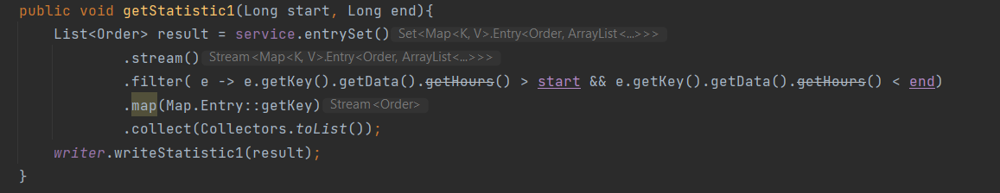 public void getStatistic1(Long start, Long end){
List<Order> result = service.entrySet() Set<Map<K, V>.Entry<Order, ArrayList<...>>>
.stream() Stream<Map<K, V>.Entry<Order, ArrayList<...>>>
.filter( e -> e.getKey().getData().getHours() > start && e.getKey().getData().getHours() < end)
.map(Map.Entry::getKey) Stream<Order>
.collect(Collectors.toList());
writer.writeStatistic1(result);
}